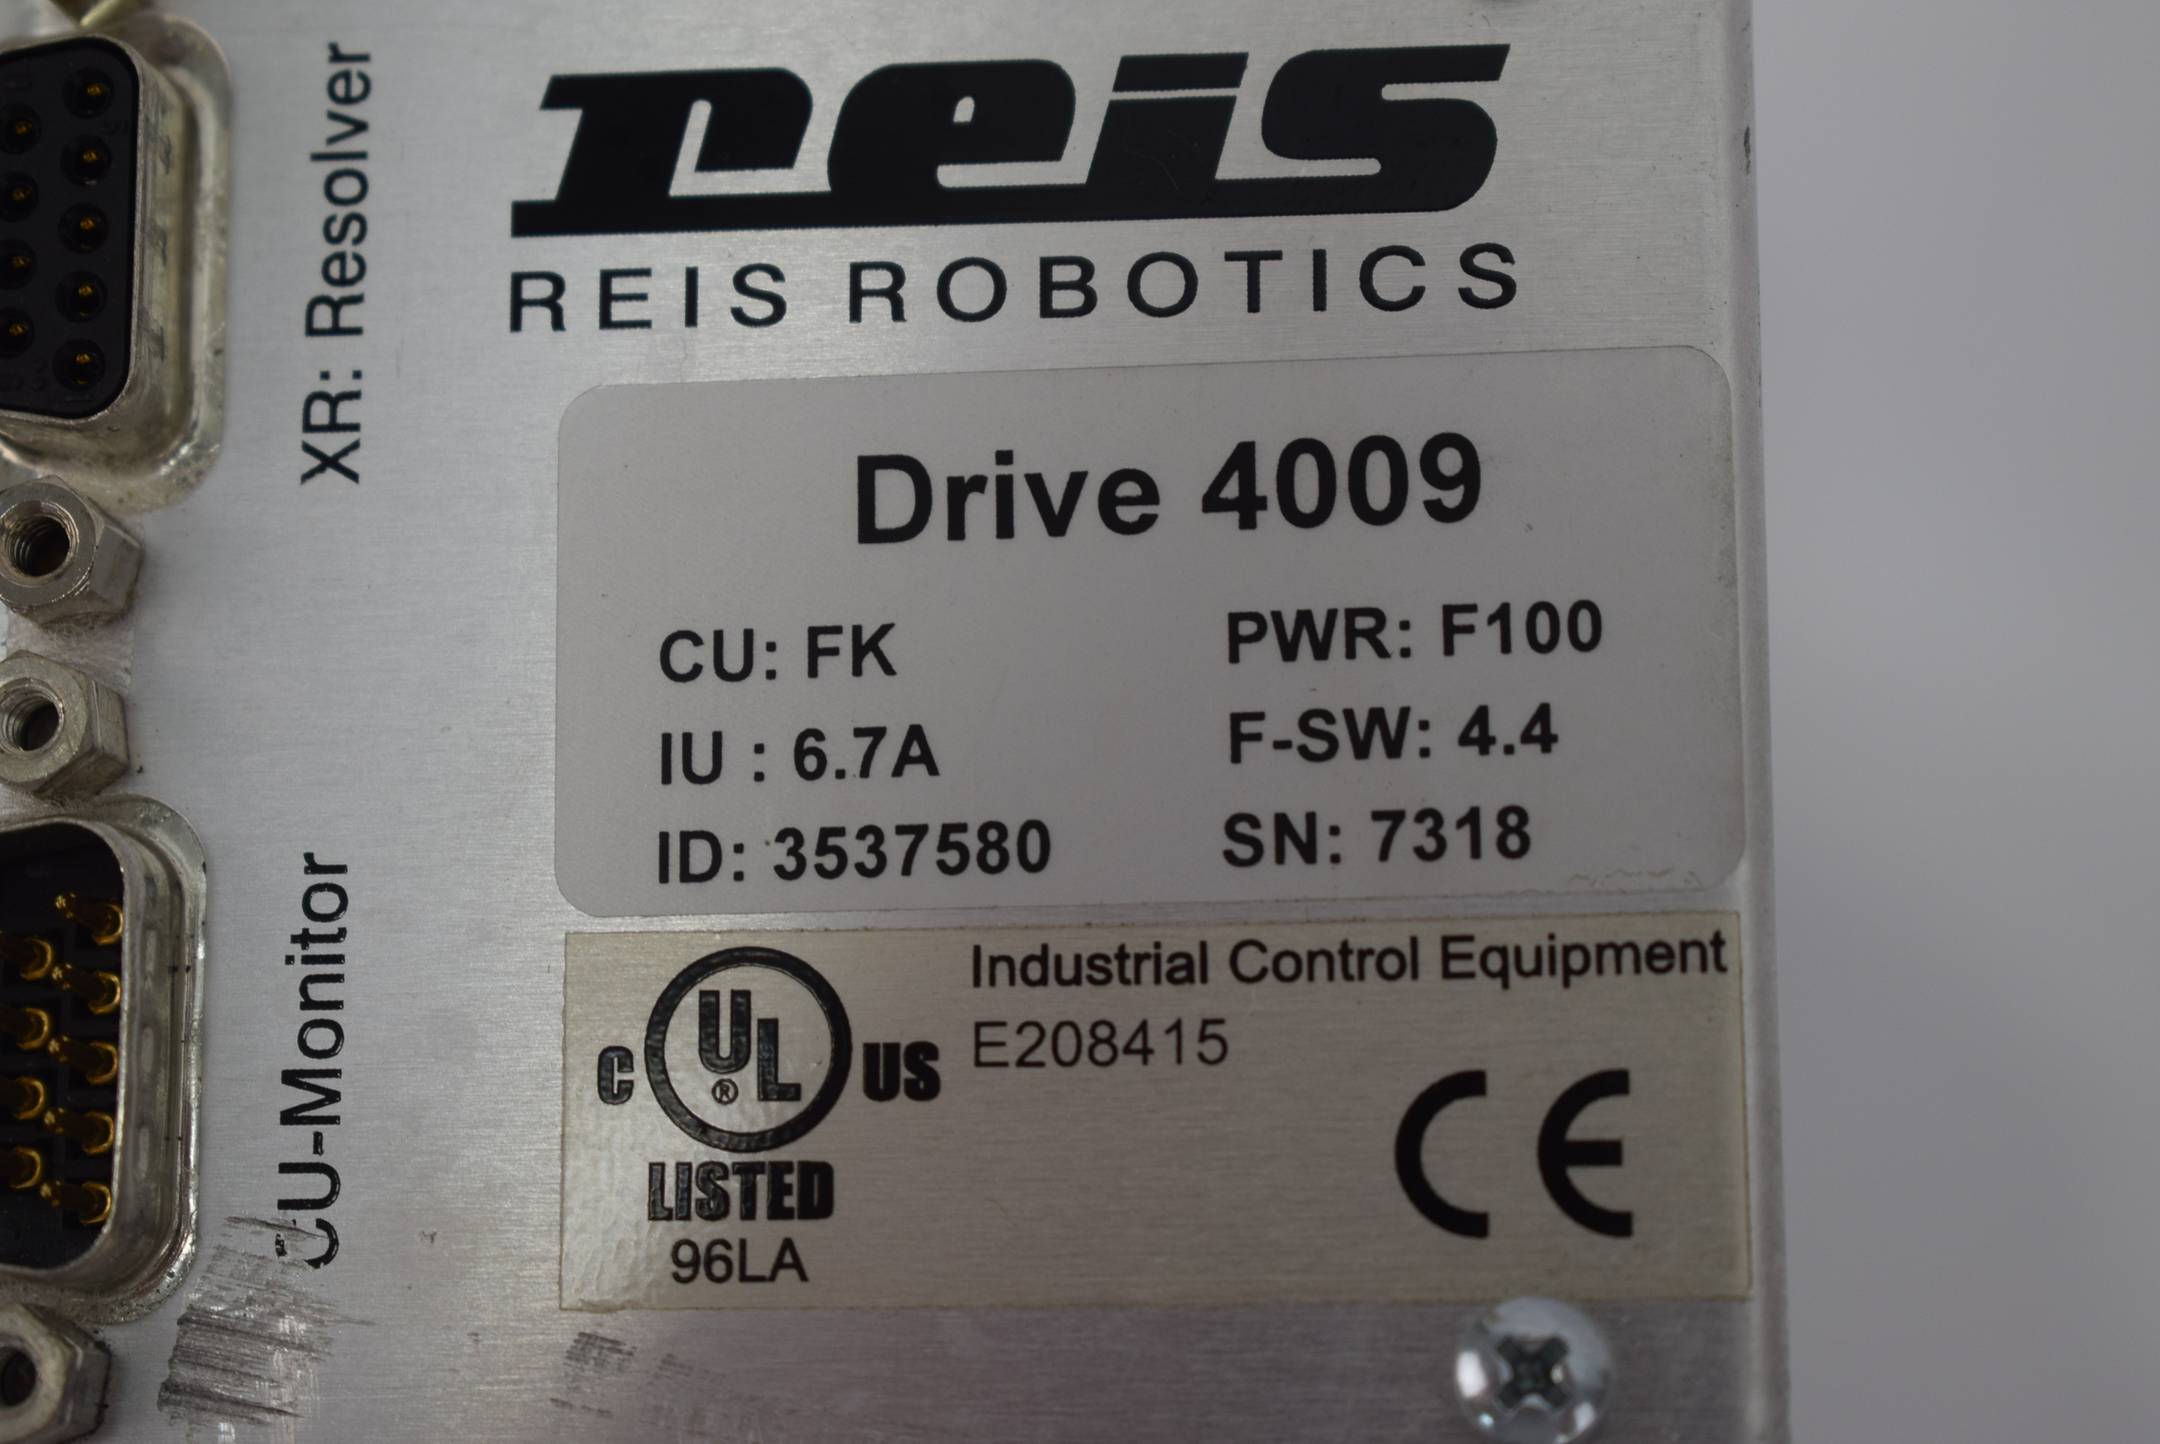 reis
REIS ROBOTICS
XR: Resolver
Drive 4009
CU: FK PWR: F100
IU : 6.7A F-SW: 4.4
ID: 3537580 SN: 7318
CU-Monitor
Industrial Control Equipment
E208415
C UL® US
LISTED
96LA
CE